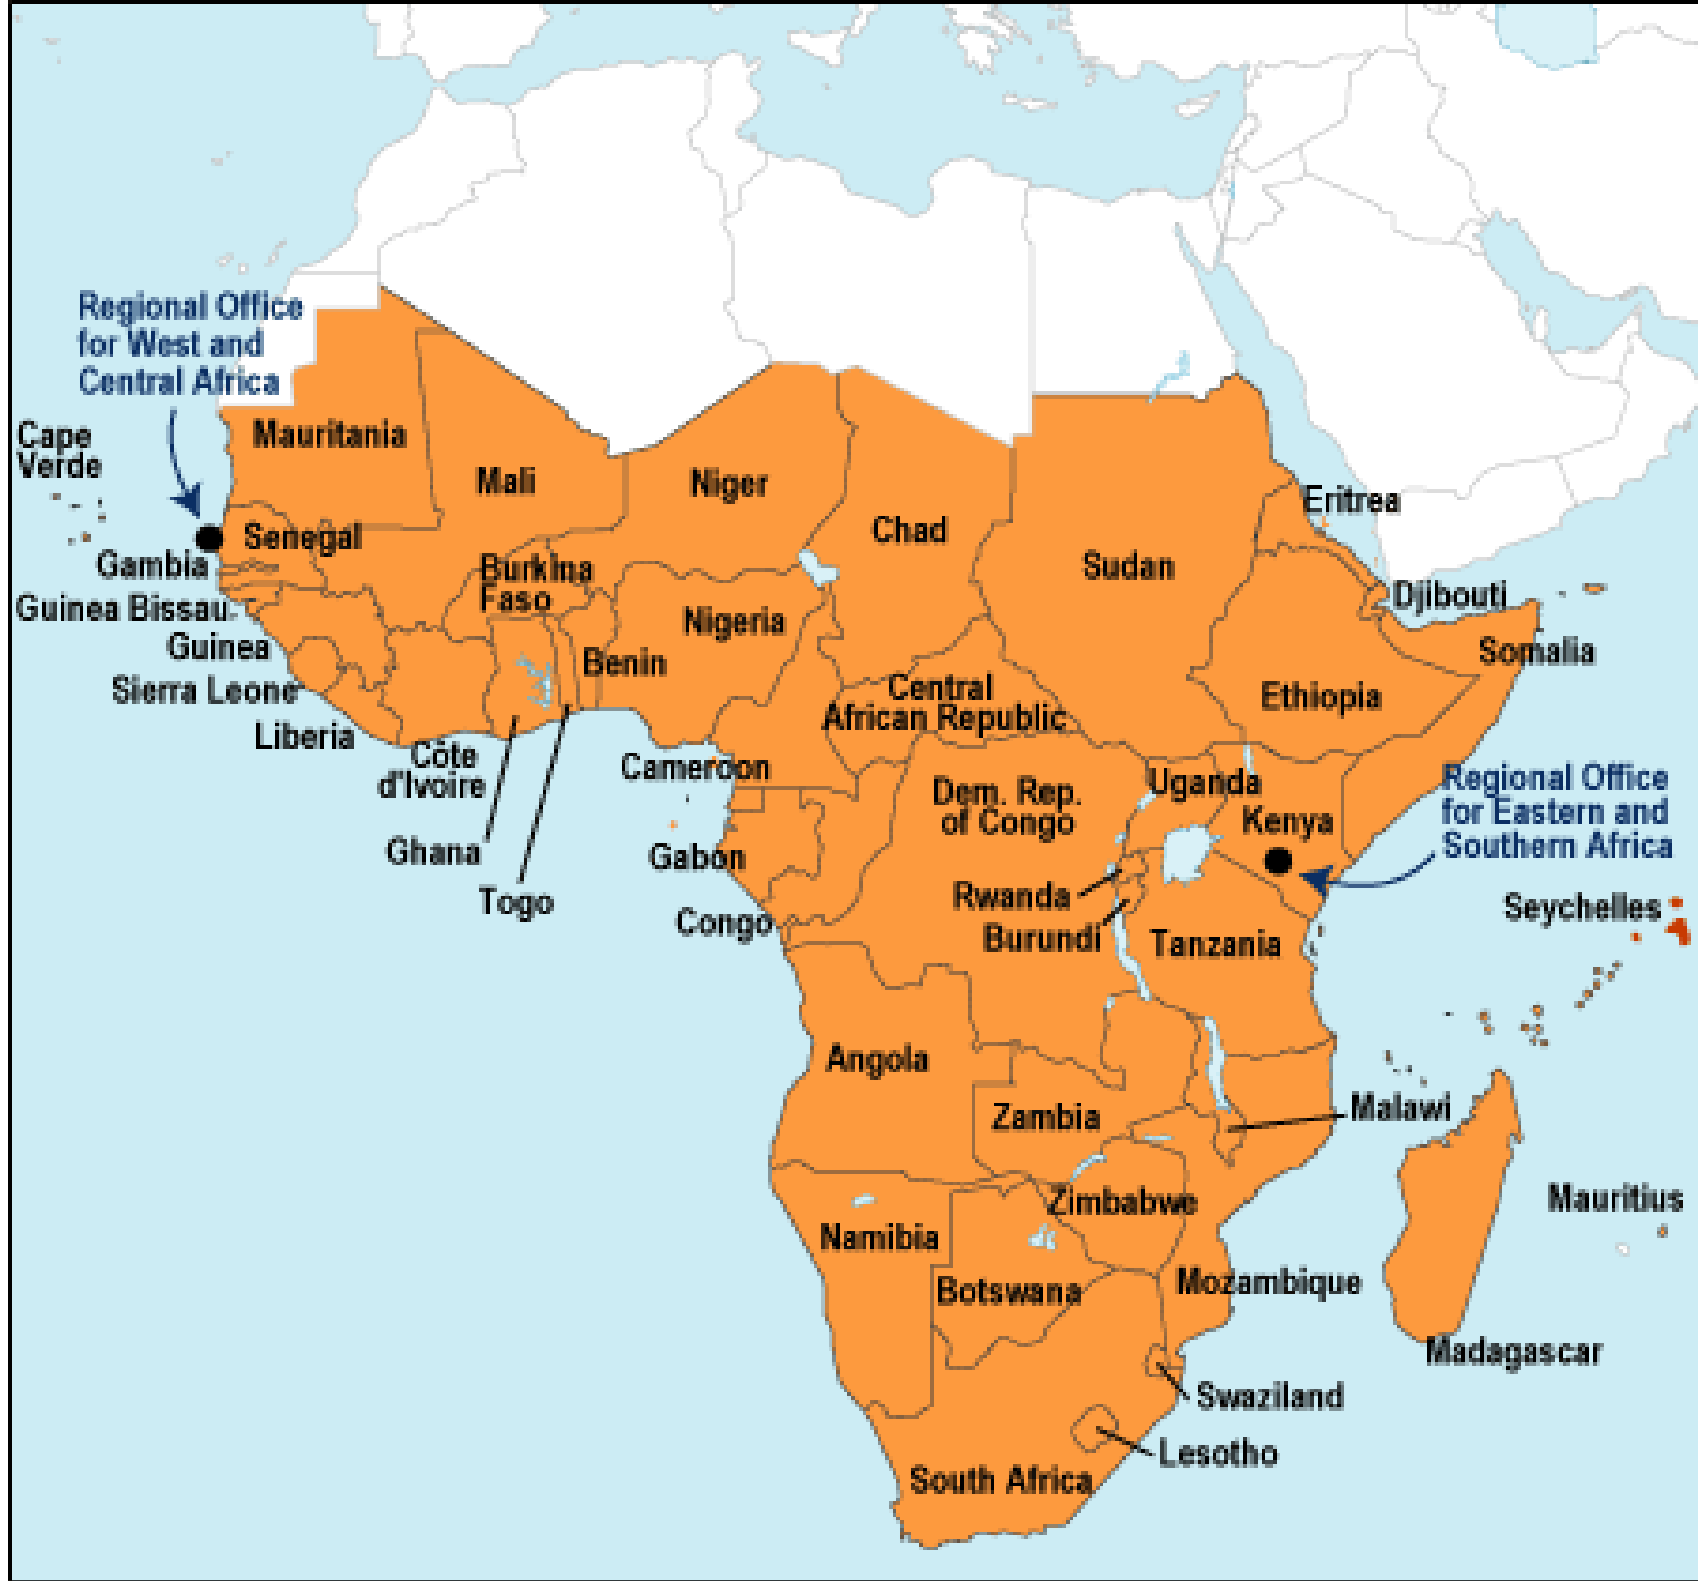 Regional Office
for West and
Central Africa
Cape
Verde
Mauritania
Mali
Niger
Chad
Sudan
Eritrea
Senegal
Gambia
Burkina
Faso
Djibouti
Guinea Bissau
Nigeria
Guinea
Benin
Somalia
Sierra Leone
Central
African Republic
Ethiopia
Liberia
Côte
d'Ivoire
Cameroon
Uganda
Regional Office
for Eastern and
Southern Africa
Dem. Rep.
of Congo
Kenya
Ghana
Gabon
Togo
Rwanda
Seychelles
Congo
Burundi
Tanzania
Angola
Zambia
Malawi
Zimbabwe
Mauritius
Namibia
Botswana
Mozambique
Madagascar
Swaziland
Lesotho
South Africa